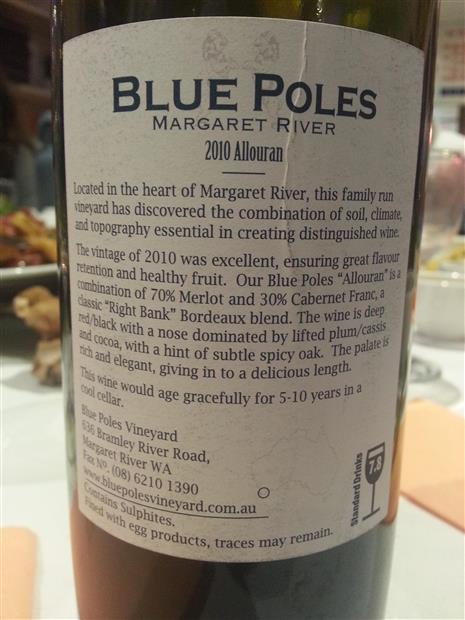 BLUE POLES
MARGARET RIVER
2010 Allouran
Located in the heart of Margaret River, this family run
vineyard has discovered the combination of soil, climate,
and topography essential in creating distinguished wine.
The vintage of 2010 was excellent, ensuring great flavour
retention and healthy fruit. Our Blue Poles “Allouran” is a
combination of 70% Merlot and 30% Cabernet Franc, a
classic “Right Bank” Bordeaux blend. The wine is deep
red/black with a nose dominated by lifted plum/cassis
and cocoa, with a hint of subtle spicy oak. The palate is
rich and elegant, giving in to a delicious length.
This wine would age gracefully for 5-10 years in a
cool cellar.
Blue Poles Vineyard
636 Bramley River Road,
Margaret River WA
Fax No. (08) 6210 1390
www.bluepolesvineyard.com.au
Contains Sulphites.
Fined with egg products, traces may remain.
Standard Drinks
7.8